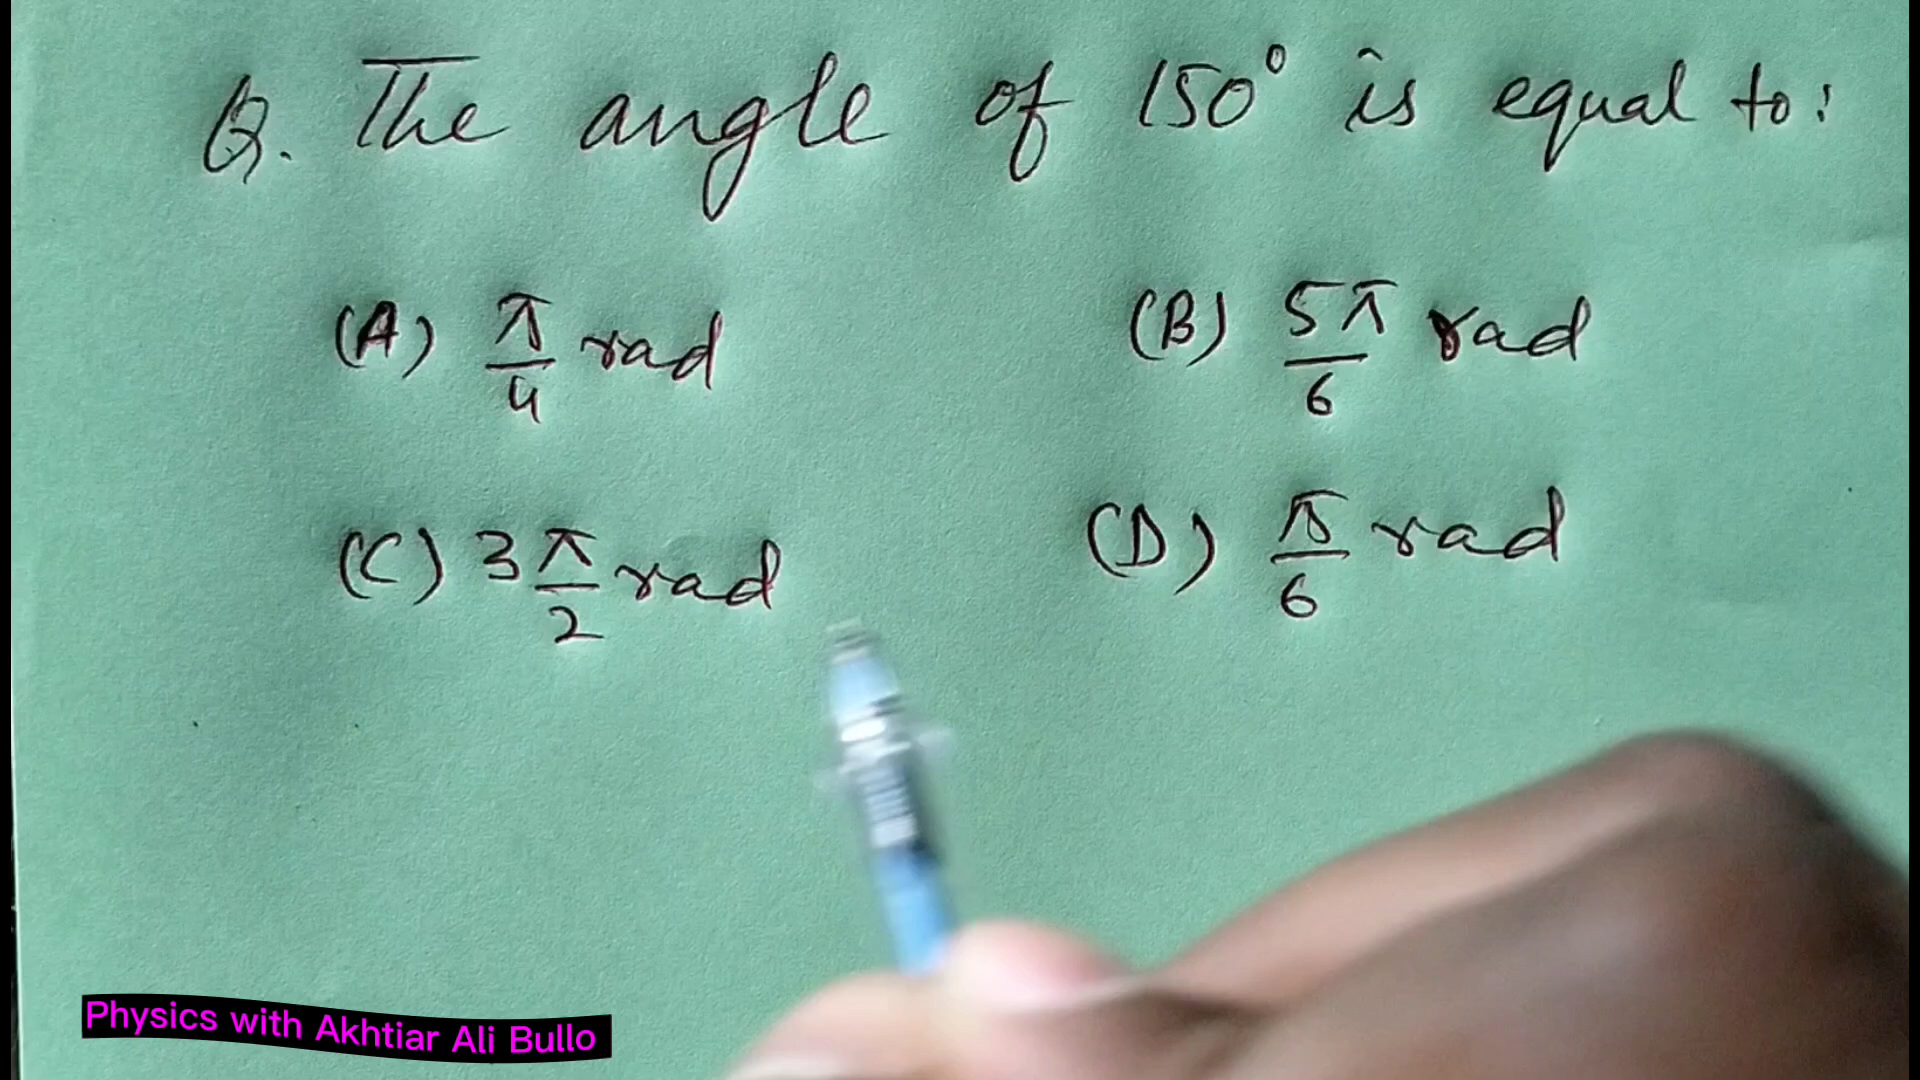 Q. The angle of 150° is equal to:
(A) π/4 rad (B) 5π/6 rad
(C) 3 π/2 rad (D) π/6 rad
Physics with Akhtiar Ali Bullo